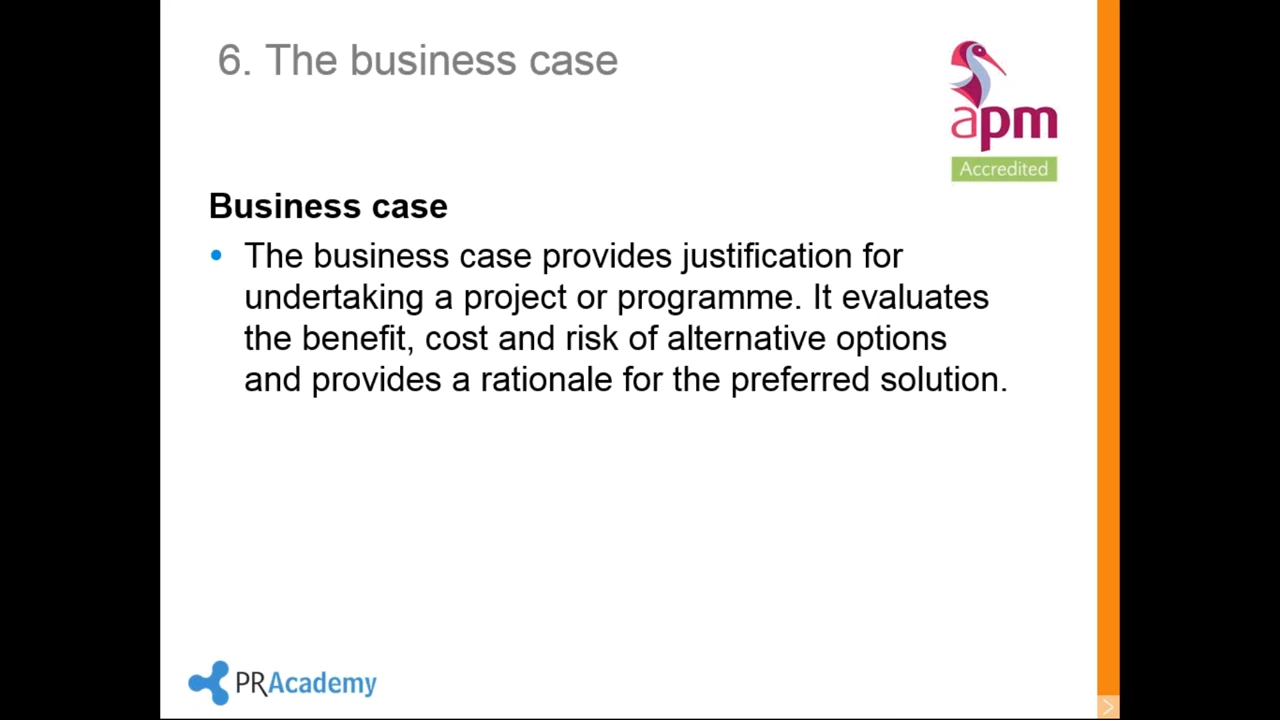 6. The business case
apm
Accredited
Business case
• The business case provides justification for
undertaking a project or programme. It evaluates
the benefit, cost and risk of alternative options
and provides a rationale for the preferred solution.
PRAcademy